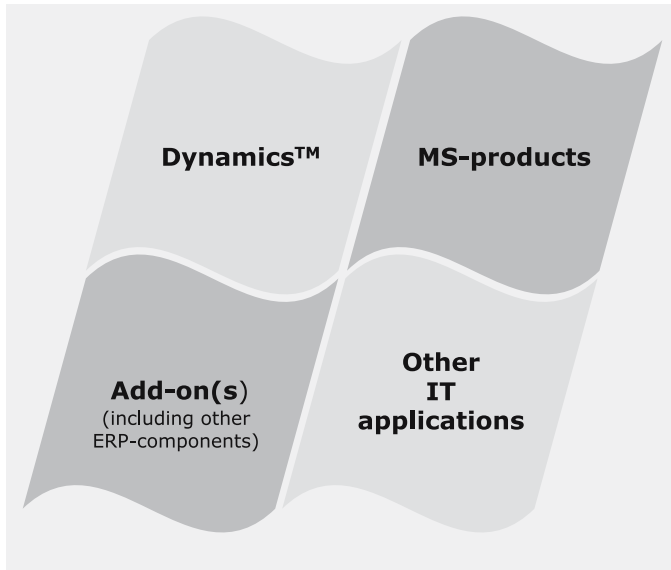 Dynamics™
MS-products
Add-on(s)
(including other
ERP-components)
Other
IT
applications